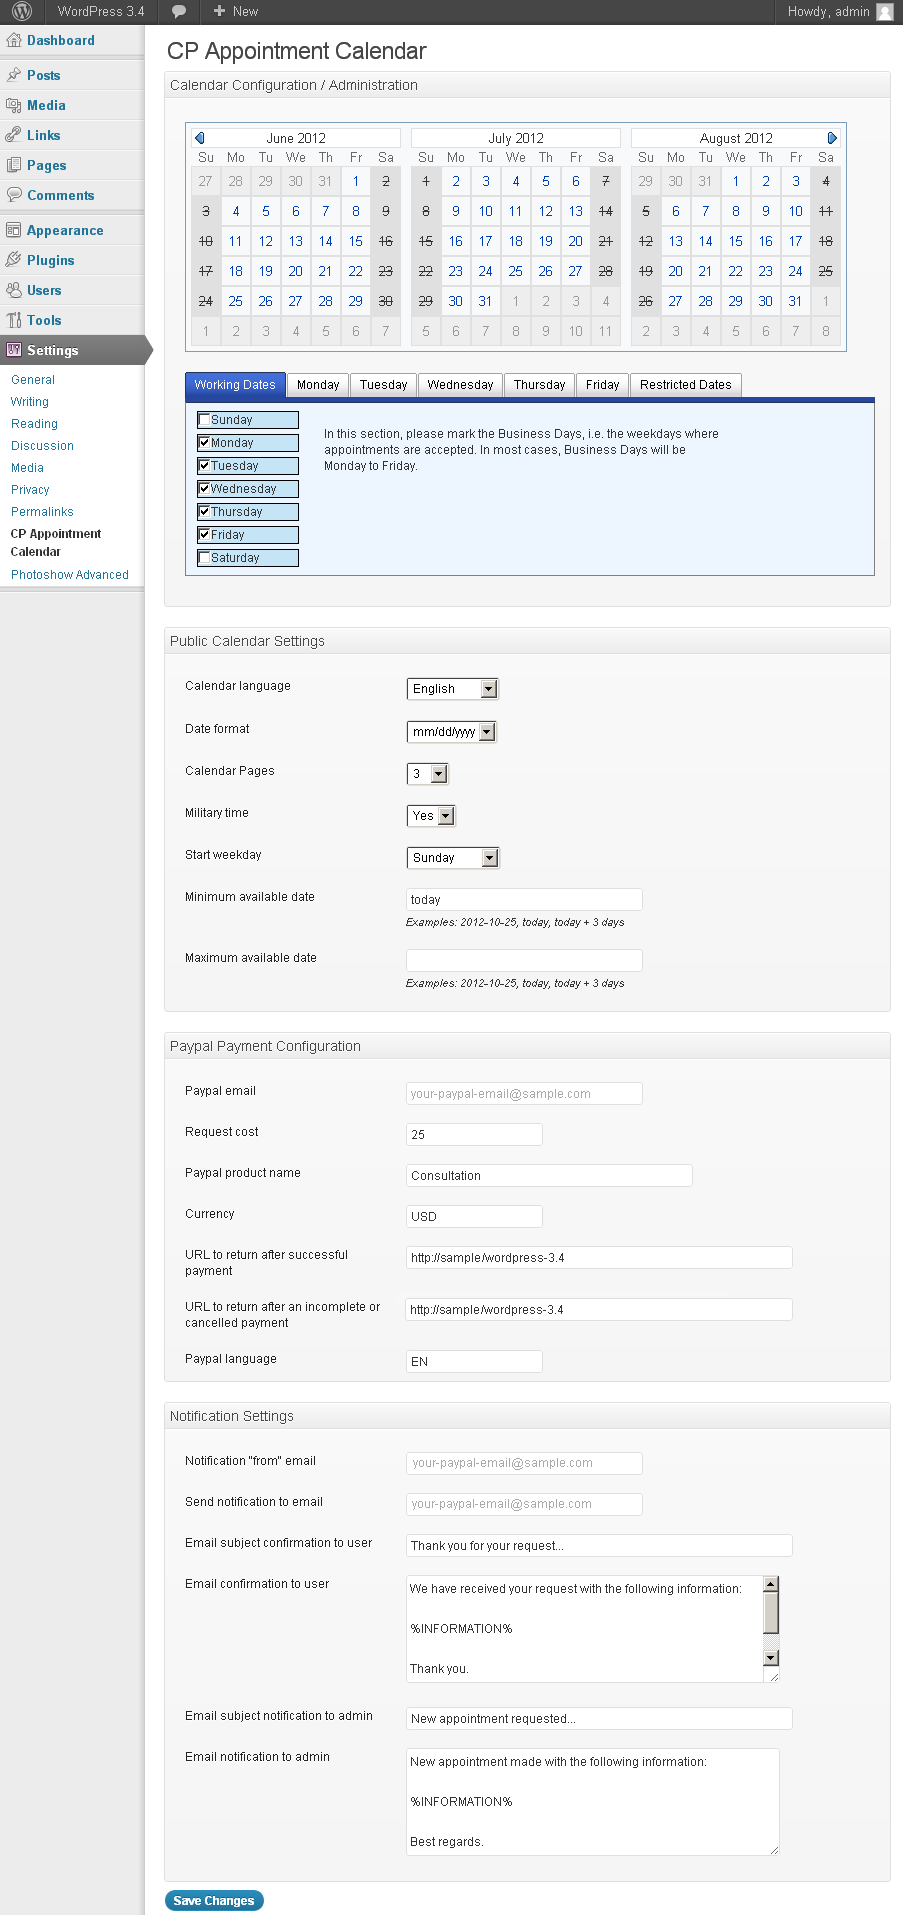 WordPress 3.4
New
Howdy, admin
Dashboard
Posts
Media
Links
Pages
Comments
Appearance
Plugins
Users
Tools
Settings
General
Writing
Reading
Discussion
Media
Privacy
Permalinks
CP Appointment
Calendar
Photoshow Advanced
CP Appointment Calendar
Calendar Configuration / Administration
June 2012
Su Mo Tu We Th Fr Sa
27 28 29 30 31 1 2
3 4 5 6 7 8 9
10 11 12 13 14 15 16
17 18 19 20 21 22 23
24 25 26 27 28 29 30
1 2 3 4 5 6 7
July 2012
Su Mo Tu We Th Fr Sa
1 2 3 4 5 6 7
8 9 10 11 12 13 14
15 16 17 18 19 20 21
22 23 24 25 26 27 28
29 30 31 1 2 3 4
5 6 7 8 9 10 11
August 2012
Su Mo Tu We Th Fr Sa
29 30 31 1 2 3 4
5 6 7 8 9 10 11
12 13 14 15 16 17 18
19 20 21 22 23 24 25
26 27 28 29 30 31 1
2 3 4 5 6 7 8
Working Dates Monday Tuesday Wednesday Thursday Friday Restricted Dates
Sunday
Monday
Tuesday
Wednesday
Thursday
Friday
Saturday
In this section, please mark the Business Days, i.e. the weekdays where
appointments are accepted. In most cases, Business Days will be
Monday to Friday.
Public Calendar Settings
Calendar language English
Date format mm/dd/yyyy
Calendar Pages 3
Military time Yes
Start weekday Sunday
Minimum available date today
Examples: 2012-10-25, today, today + 3 days
Maximum available date
Examples: 2012-10-25, today, today + 3 days
Paypal Payment Configuration
Paypal email your-paypal-email@sample.com
Request cost 25
Paypal product name Consultation
Currency USD
URL to return after successful
payment
http://sample/wordpress-3.4
URL to return after an incomplete or
cancelled payment
http://sample/wordpress-3.4
Paypal language EN
Notification Settings
Notification "from" email your-paypal-email@sample.com
Send notification to email your-paypal-email@sample.com
Email subject confirmation to user Thank you for your request...
Email confirmation to user We have received your request with the following information:
%INFORMATION%
Thank you.
Email subject notification to admin New appointment requested...
Email notification to admin New appointment made with the following information:
%INFORMATION%
Best regards.
Save Changes